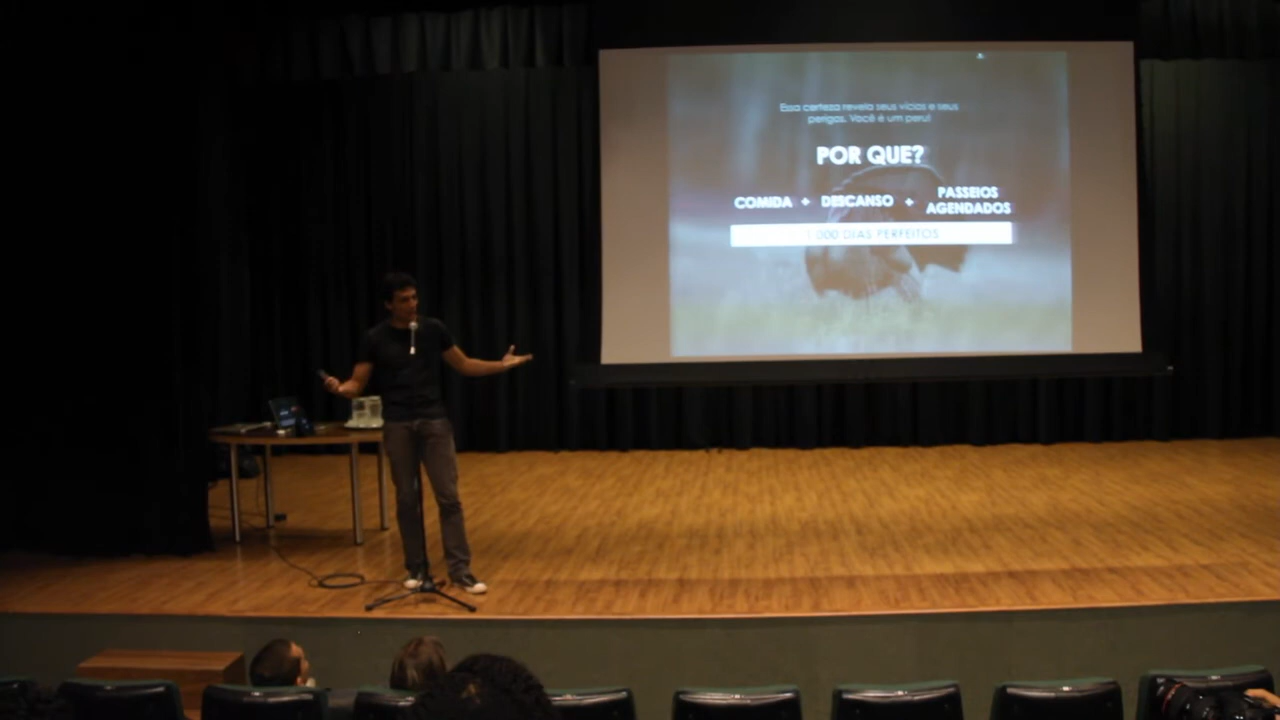 Essa certeza revela seus vícios e seus
perigos. Você é um peru!
POR QUE?
COMIDA + DESCANSO + PASSEIOS
AGENDADOS
000 DIAS PERFEITOS